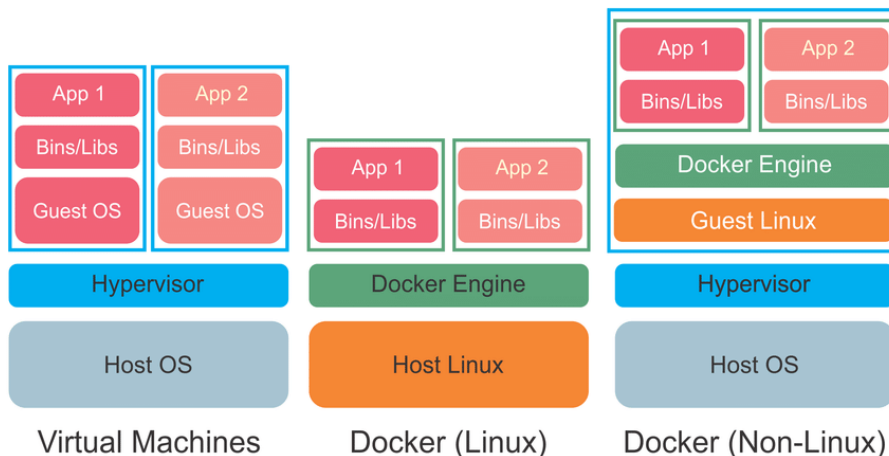 App 1
App 2
Bins/Libs
Bins/Libs
Guest OS
Guest OS
Hypervisor
Host OS
Virtual Machines
App 1
App 2
Bins/Libs
Bins/Libs
Docker Engine
Host Linux
Docker (Linux)
App 1
App 2
Bins/Libs
Bins/Libs
Docker Engine
Guest Linux
Hypervisor
Host OS
Docker (Non-Linux)